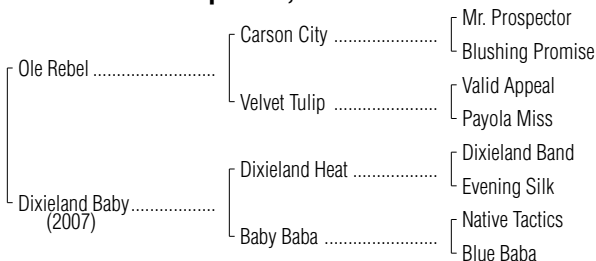 Mr. Prospector
Carson City
Blushing Promise
Ole Rebel
Valid Appeal
Velvet Tulip
Payola Miss
Dixieland Band
Dixieland Heat
Evening Silk
Dixieland Baby
(2007)
Native Tactics
Baby Baba
Blue Baba